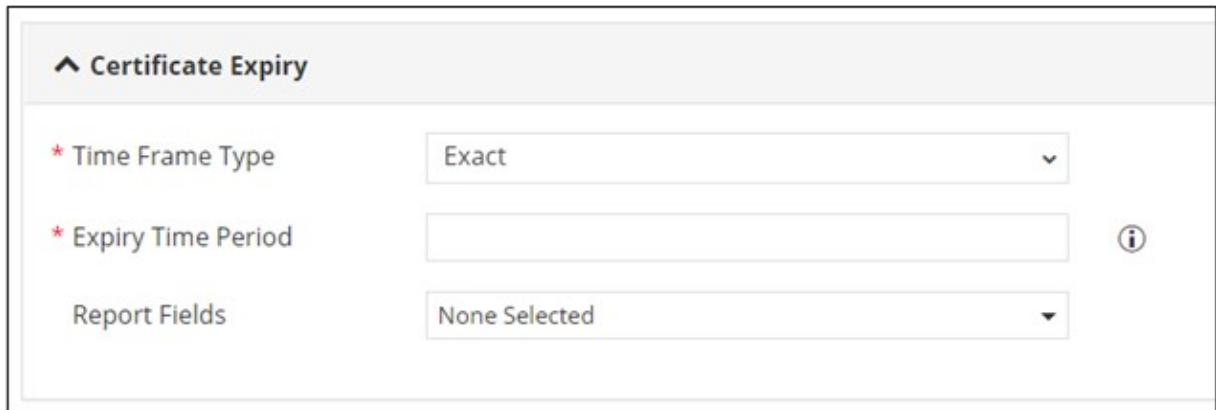 Certificate Expiry
* Time Frame Type Exact
* Expiry Time Period
Report Fields None Selected